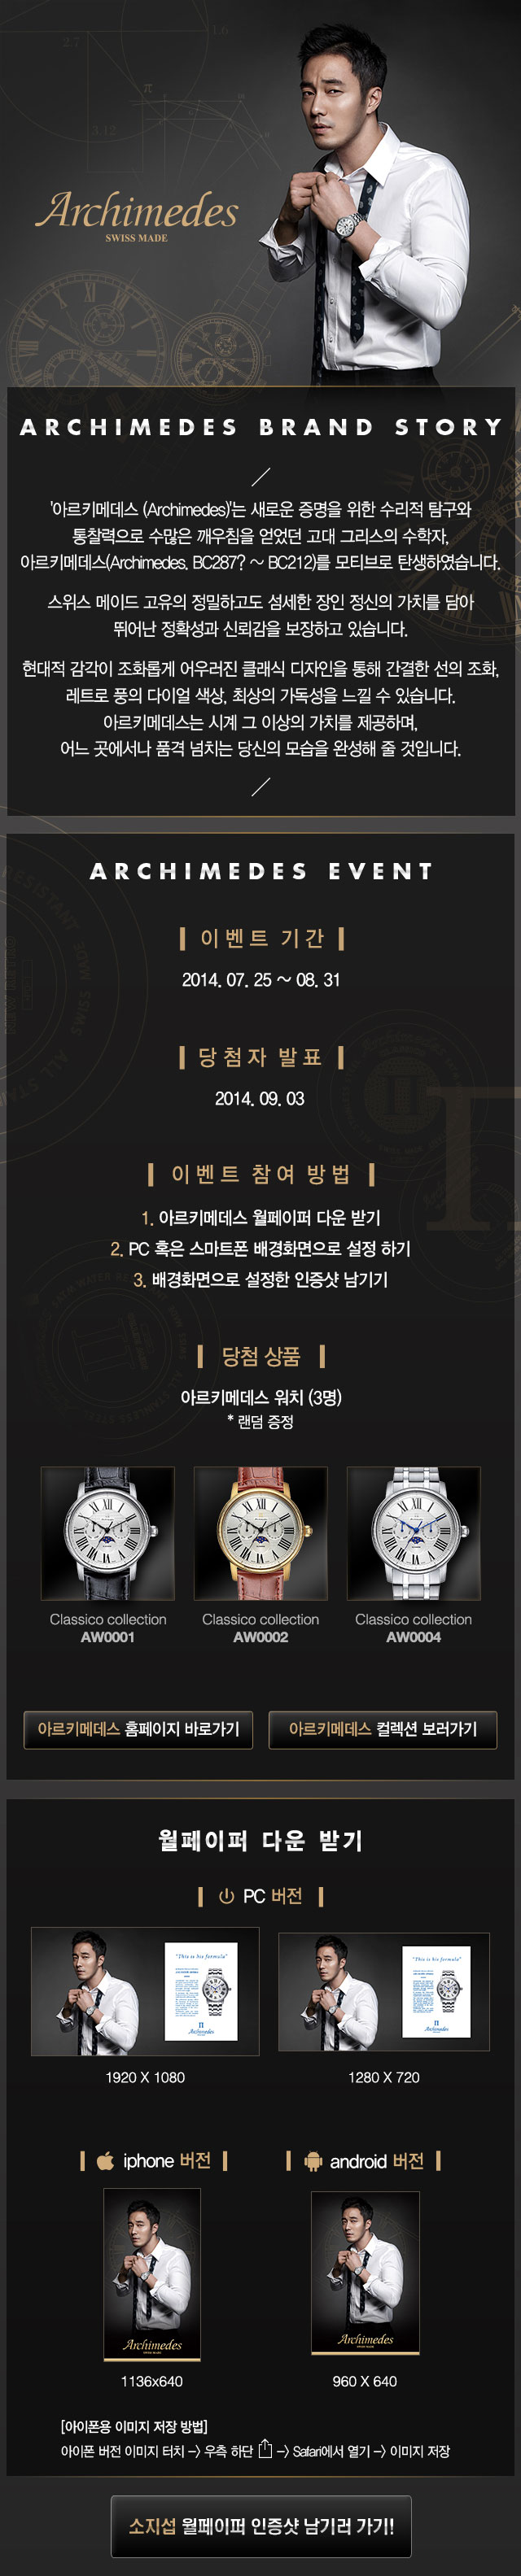 2.7
1.6
π
3.12
Archimedes
SWISS MADE
ARCHIMEDES BRAND STORY
'아르키메데스 (Archimedes)'는 새로운 증명을 위한 수리적 탐구와
통찰력으로 수많은 깨우침을 얻었던 고대 그리스의 수학자,
아르키메데스(Archimedes, BC287? ~ BC212)를 모티브로 탄생하였습니다.
스위스 메이드 고유의 정밀하고도 섬세한 장인 정신의 가치를 담아
뛰어난 정확성과 신뢰감을 보장하고 있습니다.
현대적 감각이 조화롭게 어우러진 클래식 디자인을 통해 간결한 선의 조화,
레트로 풍의 다이얼 색상, 최상의 가독성을 느낄 수 있습니다.
아르키메데스는 시계 그 이상의 가치를 제공하며,
어느 곳에서나 품격 넘치는 당신의 모습을 완성해 줄 것입니다.
ARCHIMEDES EVENT
이벤트 기간
2014. 07. 25 ~ 08. 31
당첨자 발표
2014. 09. 03
이벤트 참여 방법
1. 아르키메데스 월페이퍼 다운 받기
2. PC 혹은 스마트폰 배경화면으로 설정 하기
3. 배경화면으로 설정한 인증샷 남기기
당첨 상품
아르키메데스 워치 (3명)
* 랜덤 증정
Classico collection
AW0001
Classico collection
AW0002
Classico collection
AW0004
아르키메데스 홈페이지 바로가기
아르키메데스 컬렉션 보러가기
월페이퍼 다운 받기
PC 버전
"This is his formula"
Archimedes
"This is his formula"
Archimedes
1920 X 1080
1280 X 720
iphone 버전
android 버전
Archimedes
SWISS MADE
Archimedes
SWISS MADE
1136x640
960 X 640
[아이폰용 이미지 저장 방법]
아이폰 버전 이미지 터치 -> 우측 하단 -> Safari에서 열기 -> 이미지 저장
소지섭 월페이퍼 인증샷 남기러 가기!